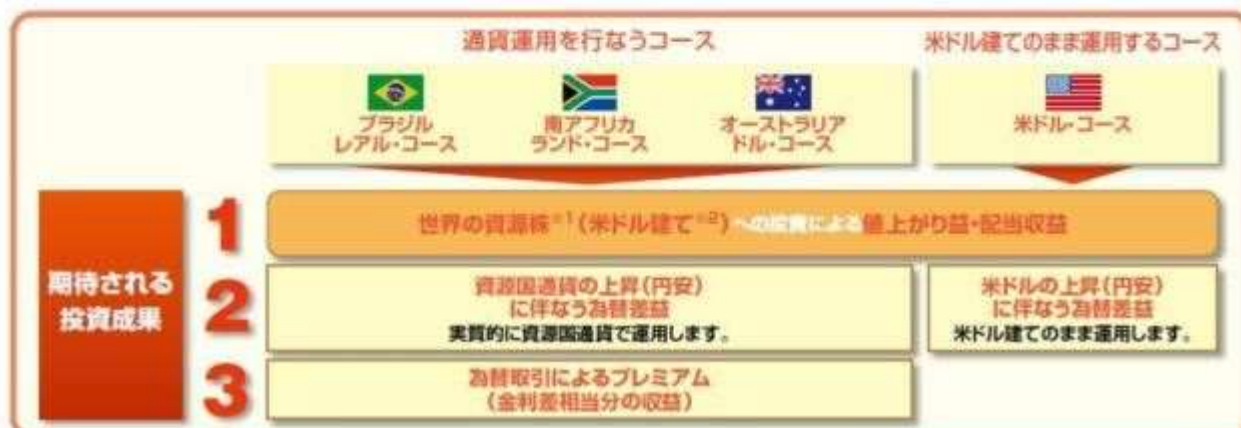 通貨運用を行なうコース
米ドル建てのまま運用するコース
ブラジル
レアル・コース
南アフリカ
ランド・コース
オーストラリア
ドル・コース
米ドル・コース
期待される
投資成果
1
世界の資源株※1(米ドル建て※2)への投資による値上がり益・配当収益
2
資源国通貨の上昇(円安)
に伴なう為替差益
実質的に資源国通貨で運用します。
米ドルの上昇(円安)
に伴なう為替差益
米ドル建てのまま運用します。
3
為替取引によるプレミアム
(金利差相当分の収益)